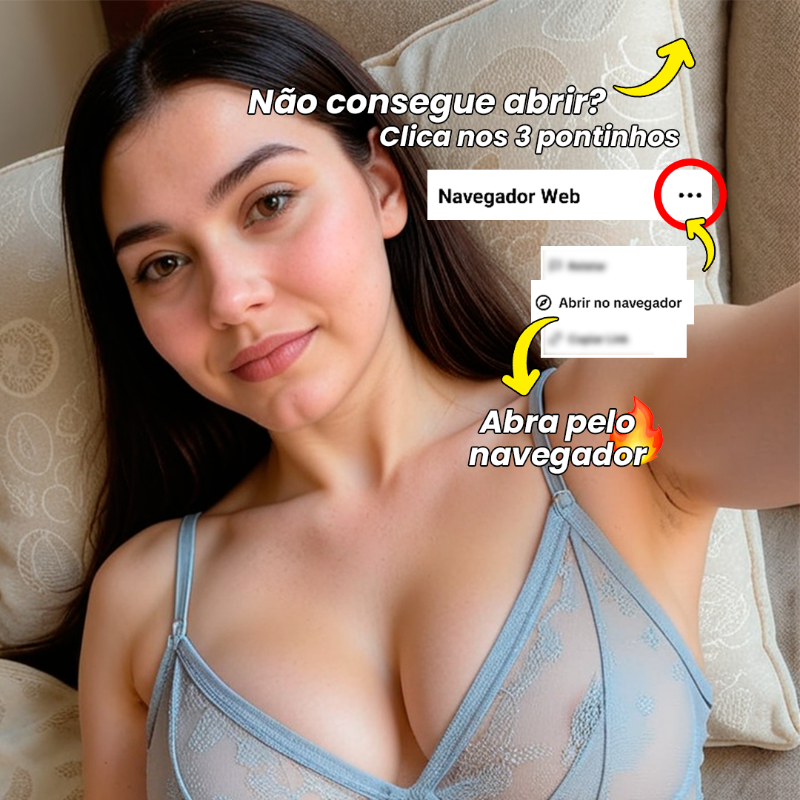 Não consegue abrir?
Clica nos 3 pontinhos
Navegador Web
Abrir no navegador
Abra pelo
navegador